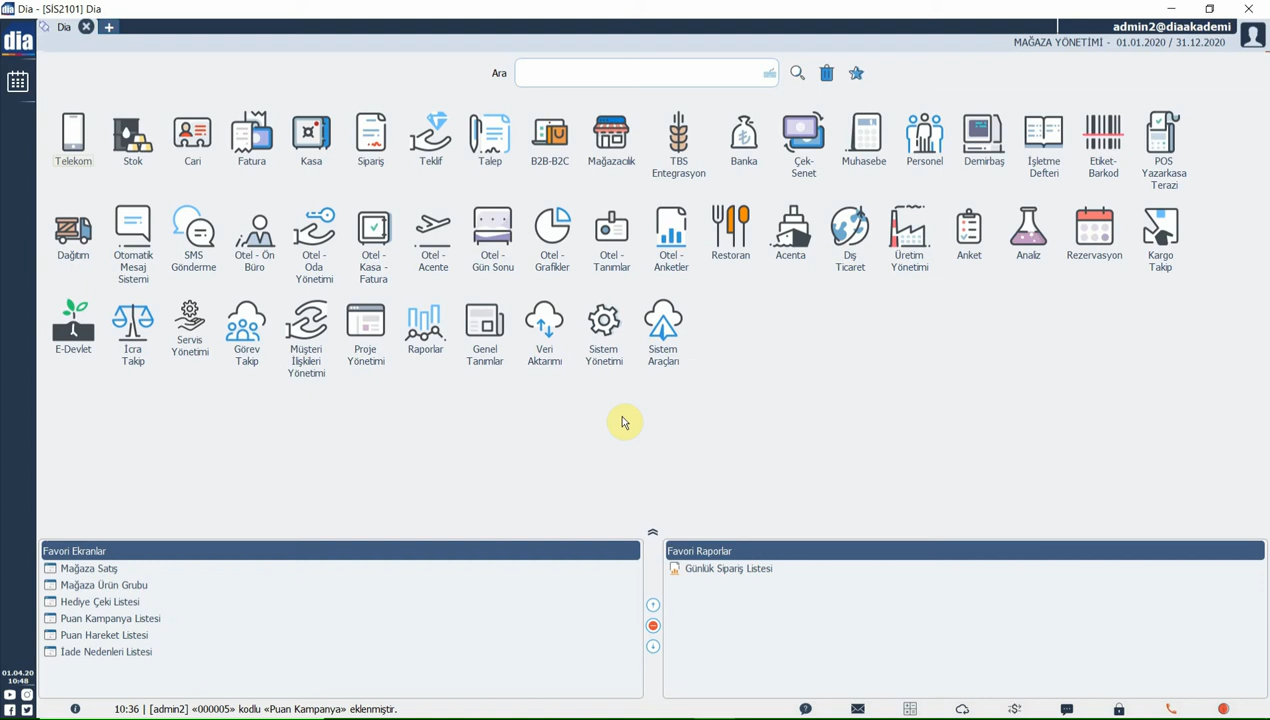 Dia - [SİS2101] Dia
dia
Dia
admin2@diaakademi
MAĞAZA YÖNETİMİ - 01.01.2020 / 31.12.2020
Ara
Telekom
Stok
Cari
Fatura
Kasa
Sipariş
Teklif
Talep
B2B-B2C
Mağazacılık
TBS
Entegrasyon
Banka
Çek-
Senet
Muhasebe
Personel
Demirbaş
İşletme
Defteri
Etiket-
Barkod
POS
Yazarkasa
Terazi
Dağıtım
Otomatik
Mesaj
Sistemi
SMS
Gönderme
Otel - Ön
Büro
Otel -
Oda
Yönetimi
Otel -
Kasa -
Fatura
Otel -
Acente
Otel -
Gün Sonu
Otel -
Grafikler
Otel -
Tanımlar
Otel -
Anketler
Restoran
Acenta
Dış
Ticaret
Üretim
Yönetimi
Anket
Analiz
Rezervasyon
Kargo
Takip
E-Devlet
İcra
Takip
Servis
Yönetimi
Görev
Takip
Müşteri
İlişkileri
Yönetimi
Proje
Yönetimi
Raporlar
Genel
Tanımlar
Veri
Aktarımı
Sistem
Yönetimi
Sistem
Araçları
Favori Ekranlar
Mağaza Satış
Mağaza Ürün Grubu
Hediye Çeki Listesi
Puan Kampanya Listesi
Puan Hareket Listesi
İade Nedenleri Listesi
Favori Raporlar
Günlük Sipariş Listesi
01.04.20
10:48
10:36 | [admin2] «000005» kodlu «Puan Kampanya» eklenmiştir.